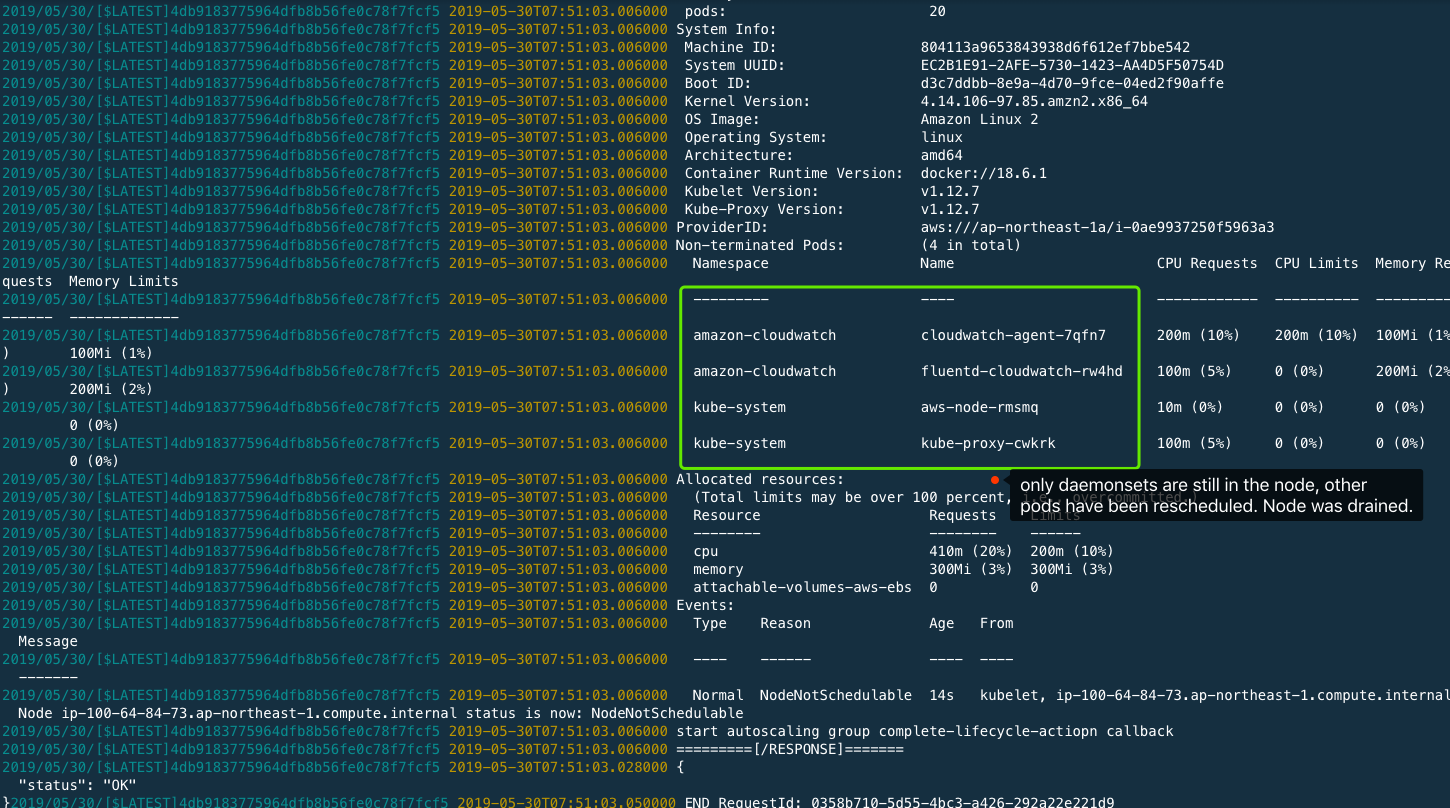 2019/05/30/[$LATEST]4db9183775964dfb8b56fe0c78f7fcf5 2019-05-30T07:51:03.006000  pods:                        20
2019/05/30/[$LATEST]4db9183775964dfb8b56fe0c78f7fcf5 2019-05-30T07:51:03.006000 System Info:
2019/05/30/[$LATEST]4db9183775964dfb8b56fe0c78f7fcf5 2019-05-30T07:51:03.006000  Machine ID:                 804113a9653843938d6f612ef7bbe542
2019/05/30/[$LATEST]4db9183775964dfb8b56fe0c78f7fcf5 2019-05-30T07:51:03.006000  System UUID:                EC2B1E91-2AFE-5730-1423-AA4D5F50754D
2019/05/30/[$LATEST]4db9183775964dfb8b56fe0c78f7fcf5 2019-05-30T07:51:03.006000  Boot ID:                    d3c7ddbb-8e9a-4d70-9fce-04ed2f90affe
2019/05/30/[$LATEST]4db9183775964dfb8b56fe0c78f7fcf5 2019-05-30T07:51:03.006000  Kernel Version:             4.14.106-97.85.amzn2.x86_64
2019/05/30/[$LATEST]4db9183775964dfb8b56fe0c78f7fcf5 2019-05-30T07:51:03.006000  OS Image:                   Amazon Linux 2
2019/05/30/[$LATEST]4db9183775964dfb8b56fe0c78f7fcf5 2019-05-30T07:51:03.006000  Operating System:           linux
2019/05/30/[$LATEST]4db9183775964dfb8b56fe0c78f7fcf5 2019-05-30T07:51:03.006000  Architecture:               amd64
2019/05/30/[$LATEST]4db9183775964dfb8b56fe0c78f7fcf5 2019-05-30T07:51:03.006000  Container Runtime Version:  docker://18.6.1
2019/05/30/[$LATEST]4db9183775964dfb8b56fe0c78f7fcf5 2019-05-30T07:51:03.006000  Kubelet Version:            v1.12.7
2019/05/30/[$LATEST]4db9183775964dfb8b56fe0c78f7fcf5 2019-05-30T07:51:03.006000  Kube-Proxy Version:         v1.12.7
2019/05/30/[$LATEST]4db9183775964dfb8b56fe0c78f7fcf5 2019-05-30T07:51:03.006000 ProviderID:                  aws:///ap-northeast-1a/i-0ae9937250f5963a3
2019/05/30/[$LATEST]4db9183775964dfb8b56fe0c78f7fcf5 2019-05-30T07:51:03.006000 Non-terminated Pods:         (4 in total)
2019/05/30/[$LATEST]4db9183775964dfb8b56fe0c78f7fcf5 2019-05-30T07:51:03.006000   Namespace                  Name                        CPU Requests  CPU Limits  Memory Re
quests  Memory Limits
2019/05/30/[$LATEST]4db9183775964dfb8b56fe0c78f7fcf5 2019-05-30T07:51:03.006000   ---------                  ----                        ------------  ----------  ---------
------  -------------
2019/05/30/[$LATEST]4db9183775964dfb8b56fe0c78f7fcf5 2019-05-30T07:51:03.006000   amazon-cloudwatch          cloudwatch-agent-7qfn7      200m (10%)    200m (10%)  100Mi (1%
)       100Mi (1%)
2019/05/30/[$LATEST]4db9183775964dfb8b56fe0c78f7fcf5 2019-05-30T07:51:03.006000   amazon-cloudwatch          fluentd-cloudwatch-rw4hd    100m (5%)     0 (0%)      200Mi (2%
)       200Mi (2%)
2019/05/30/[$LATEST]4db9183775964dfb8b56fe0c78f7fcf5 2019-05-30T07:51:03.006000   kube-system                aws-node-rmsmq              10m (0%)      0 (0%)      0 (0%)
        0 (0%)
2019/05/30/[$LATEST]4db9183775964dfb8b56fe0c78f7fcf5 2019-05-30T07:51:03.006000   kube-system                kube-proxy-cwkrk            100m (5%)     0 (0%)      0 (0%)
        0 (0%)
2019/05/30/[$LATEST]4db9183775964dfb8b56fe0c78f7fcf5 2019-05-30T07:51:03.006000 Allocated resources:
only daemonsets are still in the node, other
pods have been rescheduled. Node was drained.
2019/05/30/[$LATEST]4db9183775964dfb8b56fe0c78f7fcf5 2019-05-30T07:51:03.006000   (Total limits may be over 100 percent, i.e., overcommitted.)
2019/05/30/[$LATEST]4db9183775964dfb8b56fe0c78f7fcf5 2019-05-30T07:51:03.006000   Resource                    Requests    Limits
2019/05/30/[$LATEST]4db9183775964dfb8b56fe0c78f7fcf5 2019-05-30T07:51:03.006000   --------                    --------    ------
2019/05/30/[$LATEST]4db9183775964dfb8b56fe0c78f7fcf5 2019-05-30T07:51:03.006000   cpu                         410m (20%)  200m (10%)
2019/05/30/[$LATEST]4db9183775964dfb8b56fe0c78f7fcf5 2019-05-30T07:51:03.006000   memory                      300Mi (3%)  300Mi (3%)
2019/05/30/[$LATEST]4db9183775964dfb8b56fe0c78f7fcf5 2019-05-30T07:51:03.006000   attachable-volumes-aws-ebs  0           0
2019/05/30/[$LATEST]4db9183775964dfb8b56fe0c78f7fcf5 2019-05-30T07:51:03.006000 Events:
2019/05/30/[$LATEST]4db9183775964dfb8b56fe0c78f7fcf5 2019-05-30T07:51:03.006000   Type    Reason              Age   From
  Message
2019/05/30/[$LATEST]4db9183775964dfb8b56fe0c78f7fcf5 2019-05-30T07:51:03.006000   ----    ------              ----  ----
  -------
2019/05/30/[$LATEST]4db9183775964dfb8b56fe0c78f7fcf5 2019-05-30T07:51:03.006000   Normal  NodeNotSchedulable  14s   kubelet, ip-100-64-84-73.ap-northeast-1.compute.internal
  Node ip-100-64-84-73.ap-northeast-1.compute.internal status is now: NodeNotSchedulable
2019/05/30/[$LATEST]4db9183775964dfb8b56fe0c78f7fcf5 2019-05-30T07:51:03.006000 start autoscaling group complete-lifecycle-actiopn callback
2019/05/30/[$LATEST]4db9183775964dfb8b56fe0c78f7fcf5 2019-05-30T07:51:03.006000 =========[/RESPONSE]=======
2019/05/30/[$LATEST]4db9183775964dfb8b56fe0c78f7fcf5 2019-05-30T07:51:03.028000 {
  "status": "OK"
}2019/05/30/[$LATEST]4db9183775964dfb8b56fe0c78f7fcf5 2019-05-30T07:51:03.050000 END RequestId: 0358b710-5d55-4bc3-a426-292a22e221d9